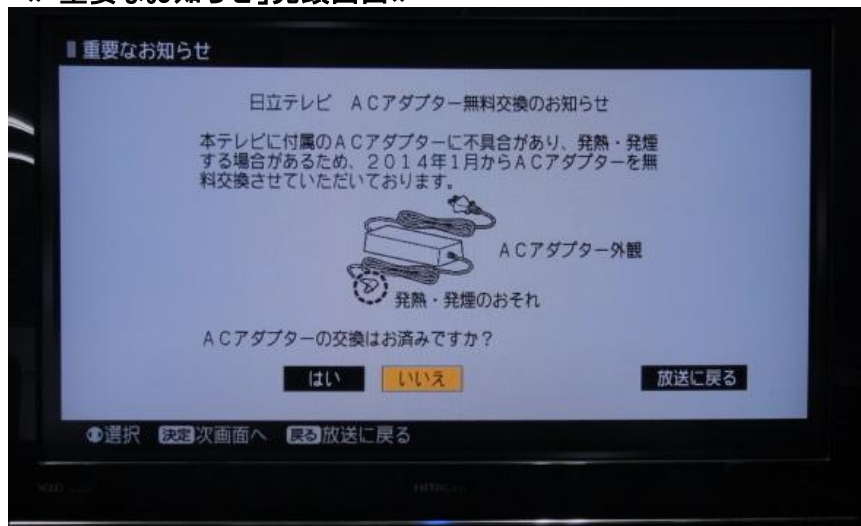 重要なお知らせ
日立テレビ ACアダプター無料交換のお知らせ
本テレビに付属のACアダプターに不具合があり、発熱・発煙
する場合があるため、2014年1月からACアダプターを無
料交換させていただいております。
ACアダプター外観
発熱・発煙のおそれ
ACアダプターの交換はお済みですか?
はい いいえ 放送に戻る
選択 決定 次画面へ 戻る 放送に戻る